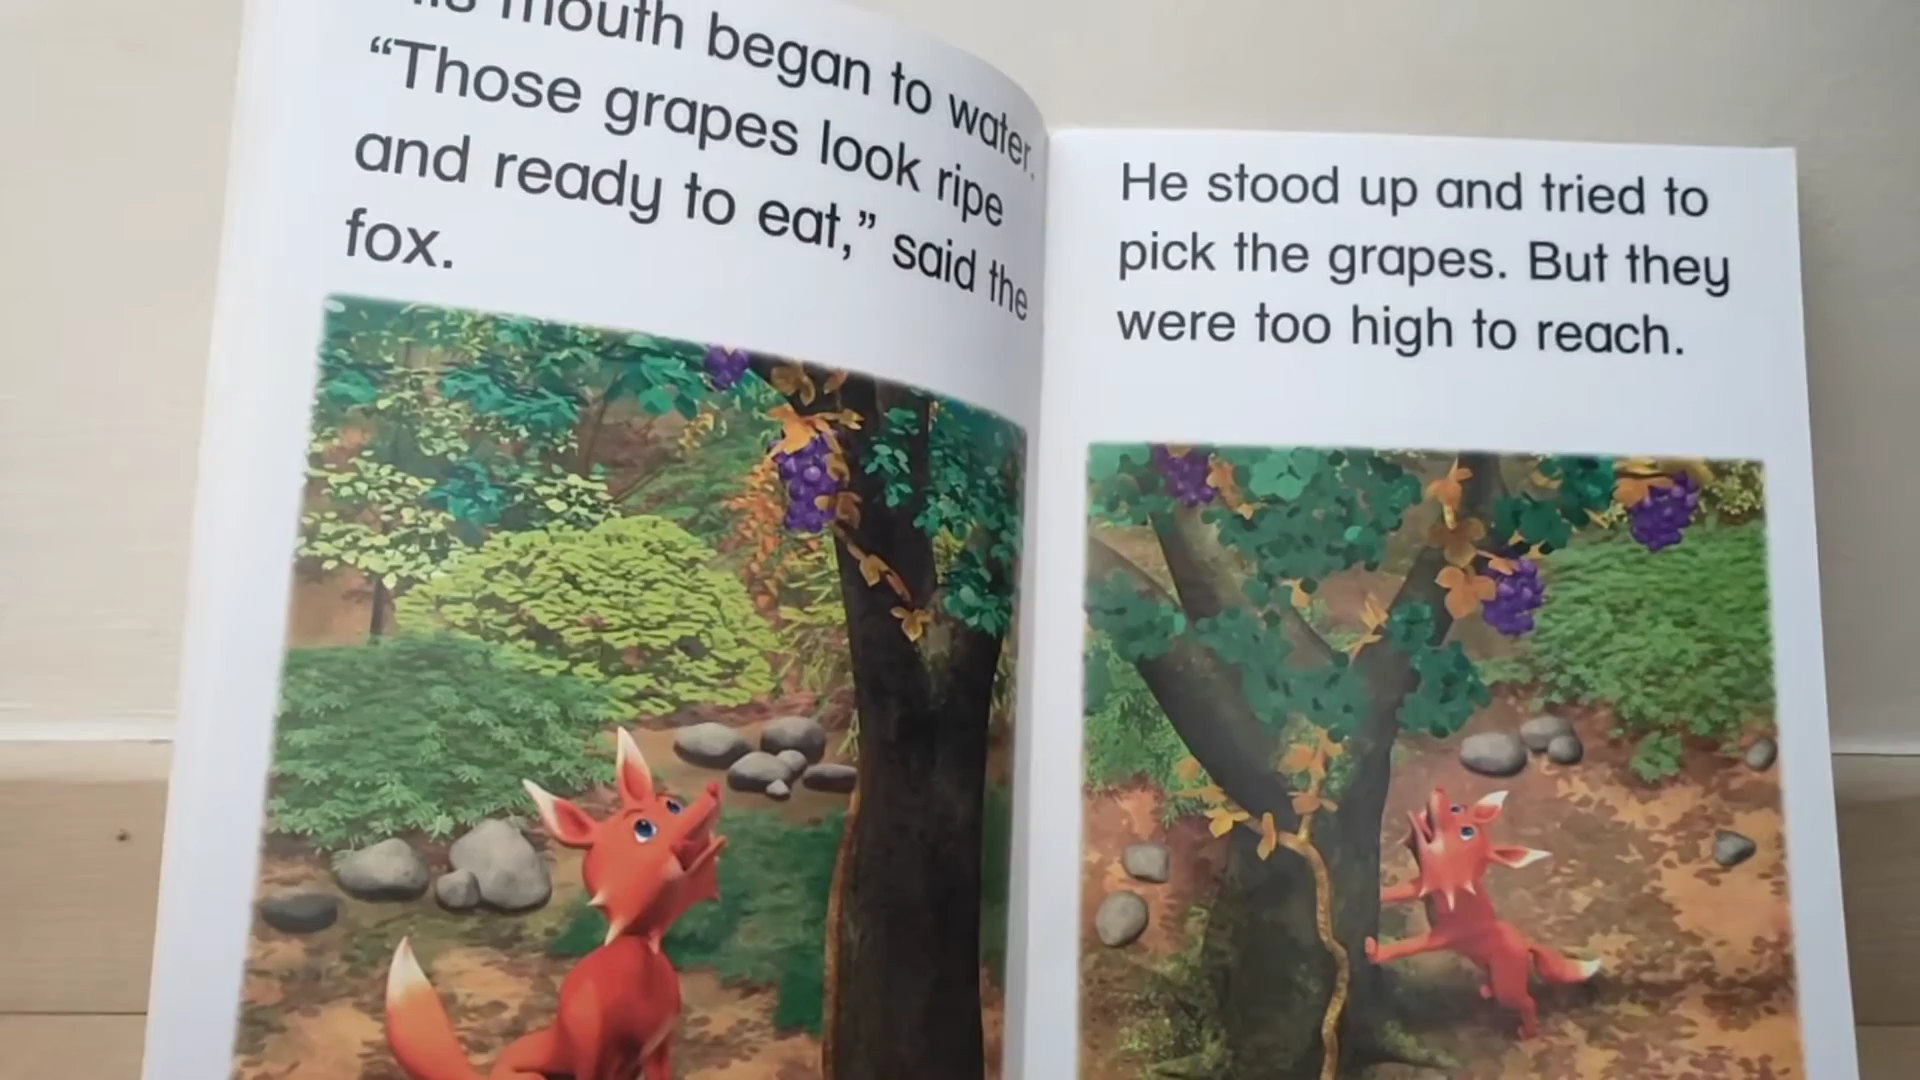 mouth began to water.
“Those grapes look ripe
and ready to eat,” said the
fox.
He stood up and tried to
pick the grapes. But they
were too high to reach.